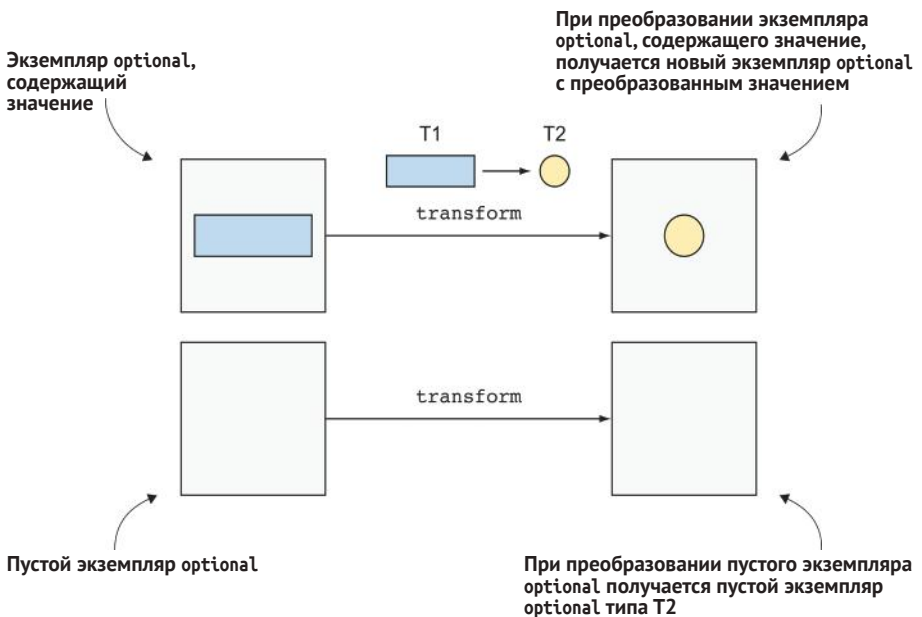 Экземпляр optional,
содержащий
значение
При преобразовании экземпляра
optional, содержащего значение,
получается новый экземпляр optional
с преобразованным значением
T1
T2
transform
transform
Пустой экземпляр optional
При преобразовании пустого экземпляра
optional получается пустой экземпляр
optional типа T2